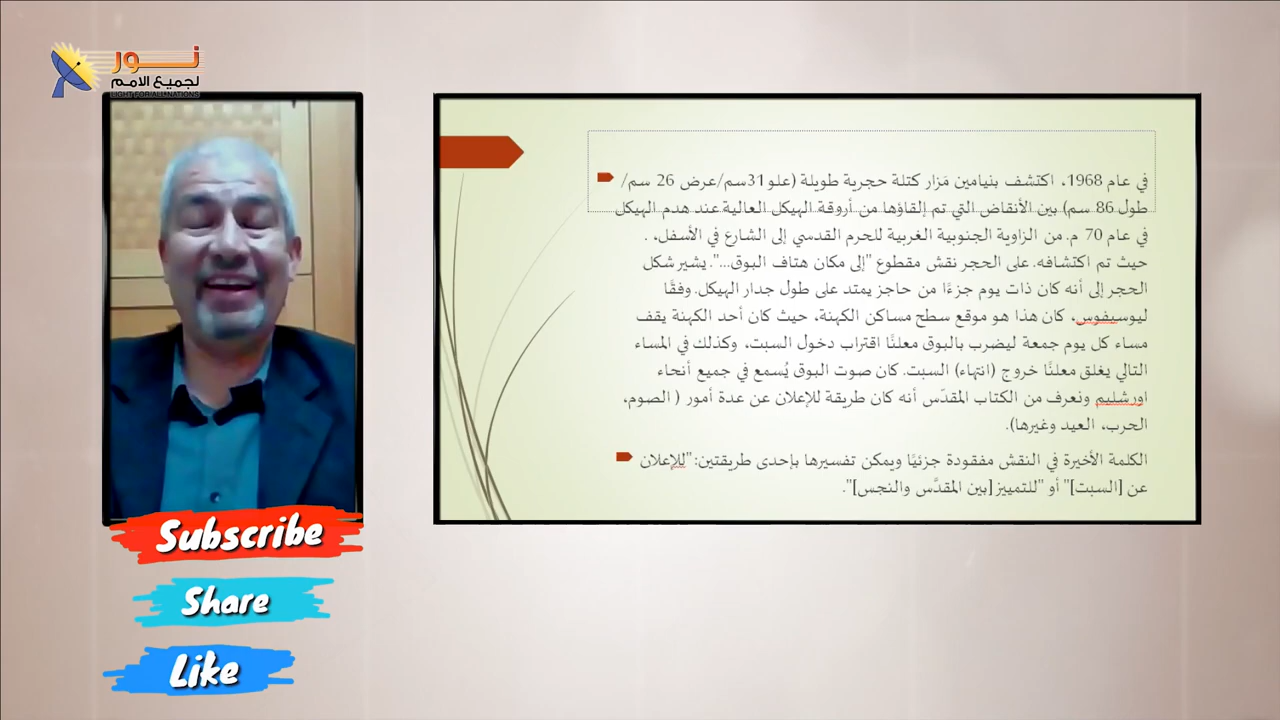 نور
لجميع الامم
LIGHT FOR ALL NATIONS
في عام 1968، اكتشف بنيامين مَزار كتلة حجرية طويلة (علو31سم/عرض 26 سم/
طول 86 سم) بين الأنقاض التي تم إلقاؤها من أروقة الهيكل العالية عند هدم الهيكل
في عام 70 م. من الزاوية الجنوبية الغربية للحرم القدسي إلى الشارع في الأسفل، .
حيث تم اكتشافه. على الحجر نقش مقطوع "إلى مكان هتاف البوق...". يشير شكل
الحجر إلى أنه كان ذات يوم جزءًا من حاجز يمتد على طول جدار الهيكل. وفقًا
ليوسيفوس، كان هذا هو موقع سطح مساكن الكهنة، حيث كان أحد الكهنة يقف
مساء كل يوم جمعة ليضرب بالبوق معلنًا اقتراب دخول السبت، وكذلك في المساء
التالي يغلق معلنًا خروج (انتهاء) السبت. كان صوت البوق يُسمع في جميع أنحاء
اورشليم ونعرف من الكتاب المقدّس أنه كان طريقة للإعلان عن عدة أمور ( الصوم،
الحرب، العيد وغيرها).
الكلمة الأخيرة في النقش مفقودة جزئيًا ويمكن تفسيرها بإحدى طريقتين: "للإعلان
عن [السبت]" أو "للتمييز [بين المقدَّس والنجس]".
Subscribe
Share
Like